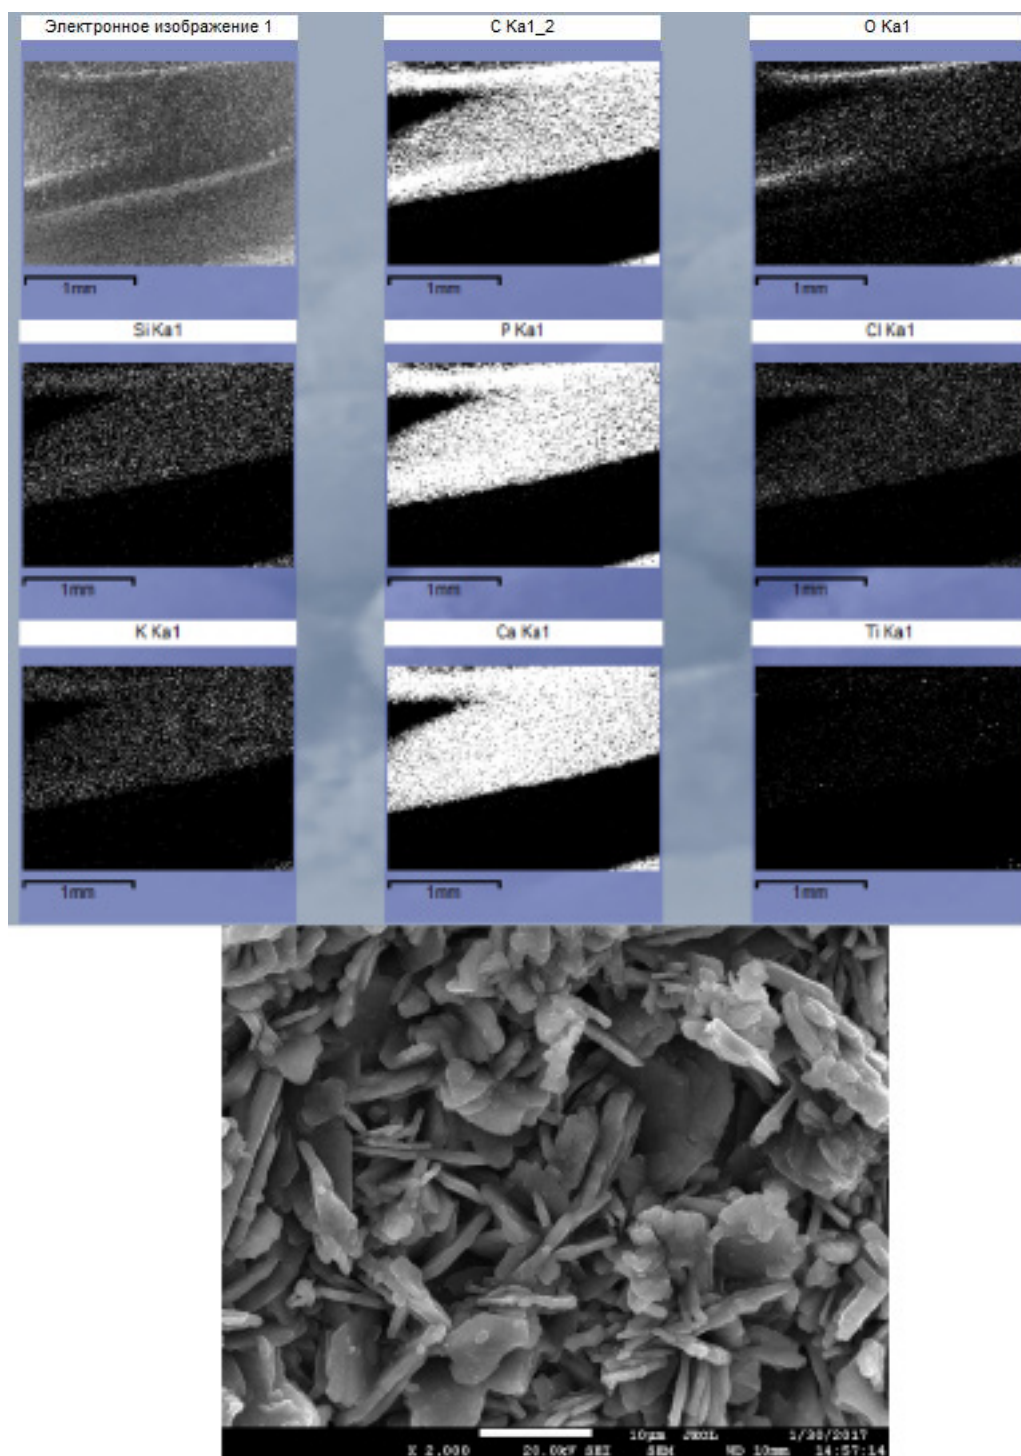 Электронное изображение 1
C Ka1_2
O Ka1
1mm
1mm
1mm
Si Ka1
P Ka1
Cl Ka1
1mm
1mm
1mm
K Ka1
Ca Ka1
Ti Ka1
1mm
1mm
1mm
10µm JEOL 1/30/2017
X 2,000 20.0kV SEI SEM WD 10mm 14:57:14